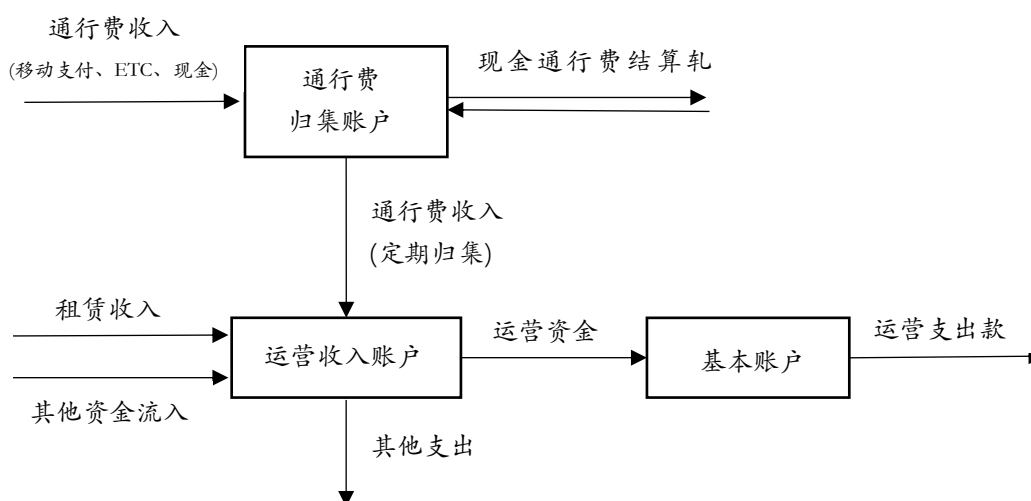 通行费收入
(移动支付、ETC、现金)
通行费
归集账户
现金通行费结算轧
通行费收入
(定期归集)
租赁收入
运营收入账户
运营资金
基本账户
运营支出款
其他资金流入
其他支出